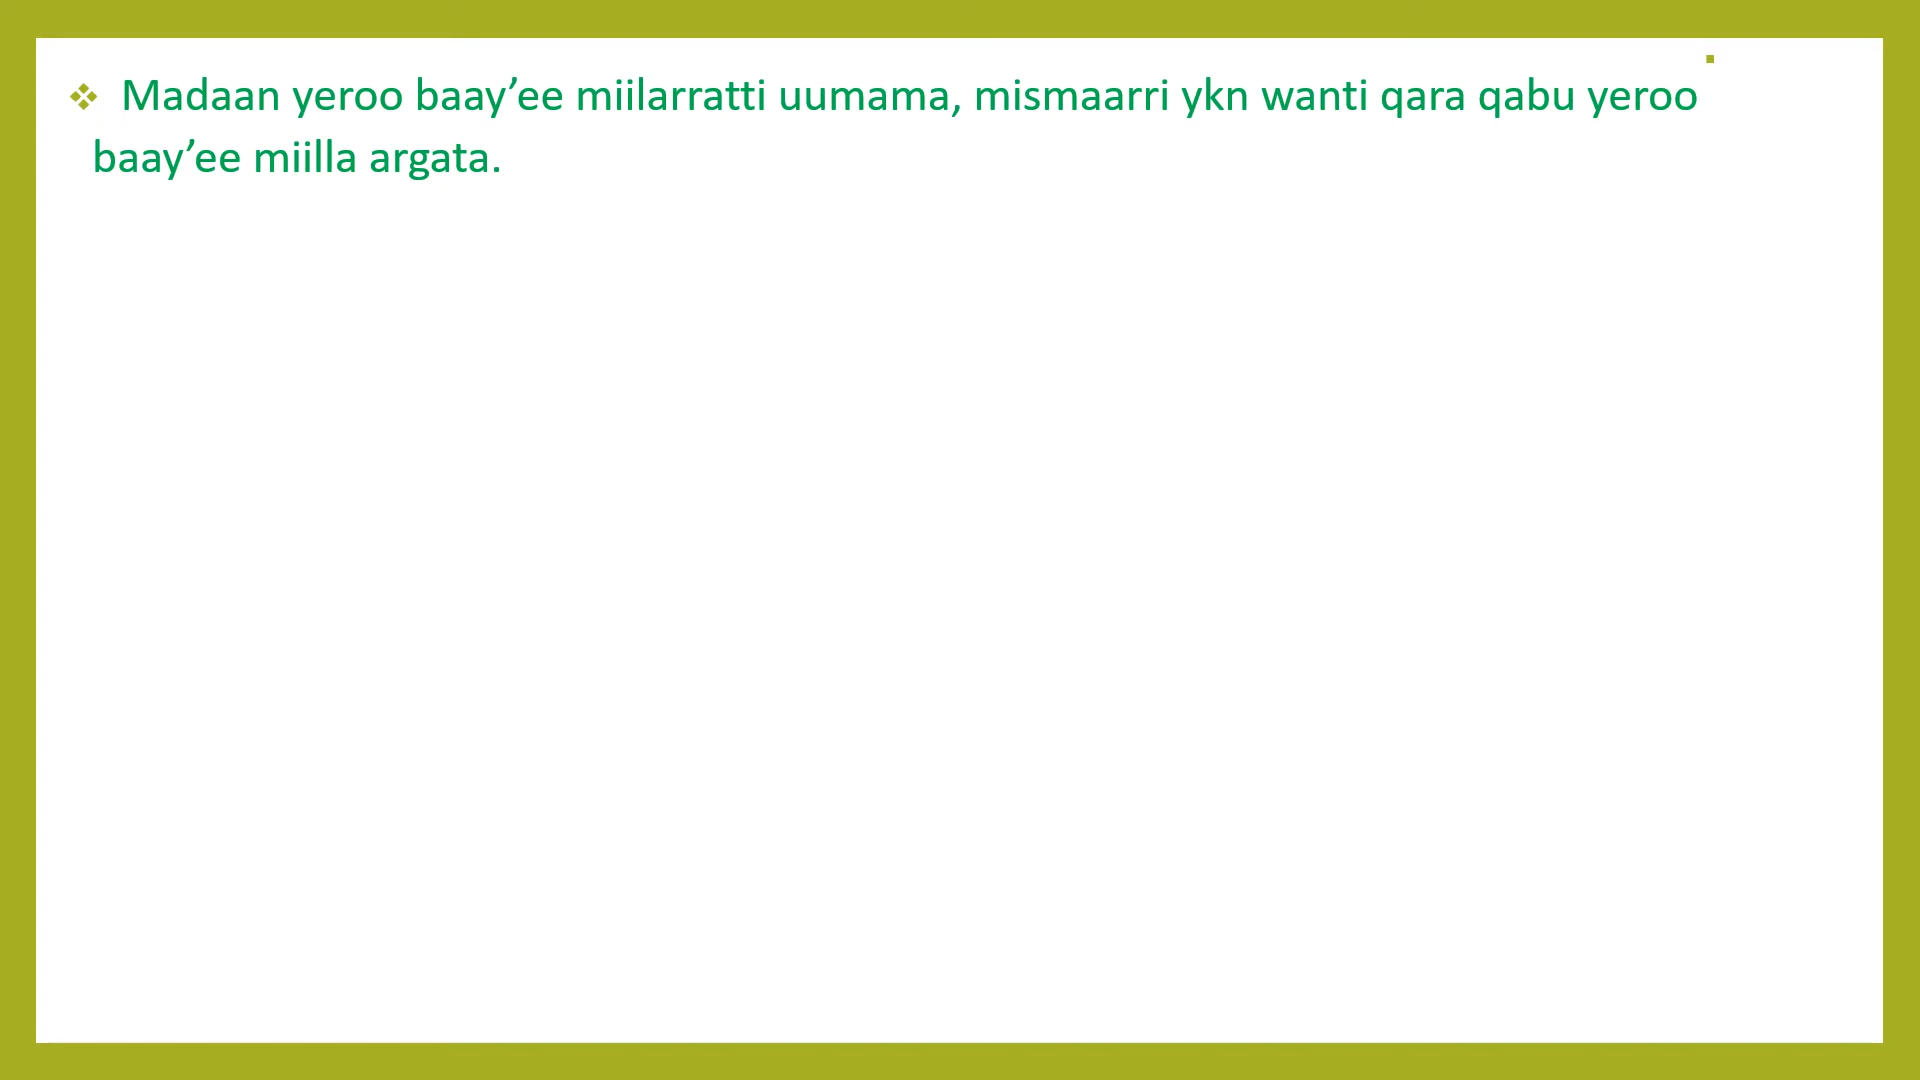 ❖ Madaan yeroo baay’ee miilarratti uumama, mismaarri ykn wanti qara qabu yeroo
baay’ee miilla argata.